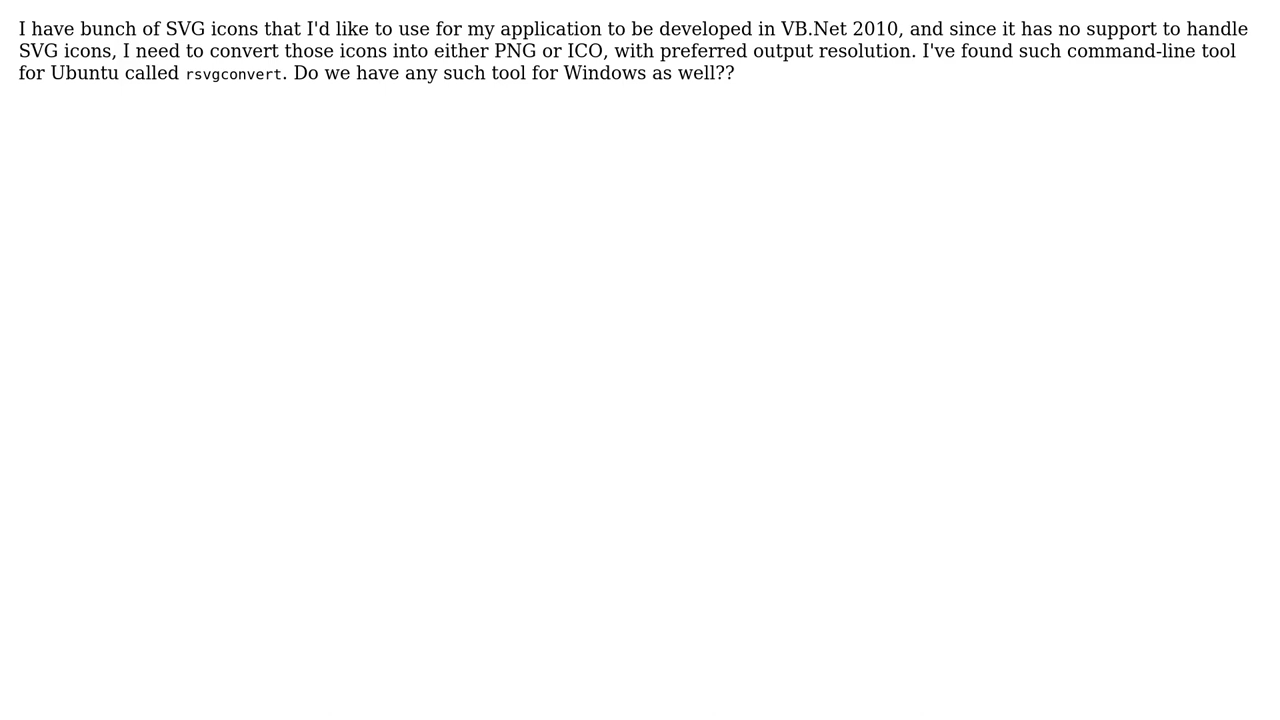 I have bunch of SVG icons that I'd like to use for my application to be developed in VB.Net 2010, and since it has no support to handle
SVG icons, I need to convert those icons into either PNG or ICO, with preferred output resolution. I've found such command-line tool
for Ubuntu called rsvgconvert. Do we have any such tool for Windows as well??